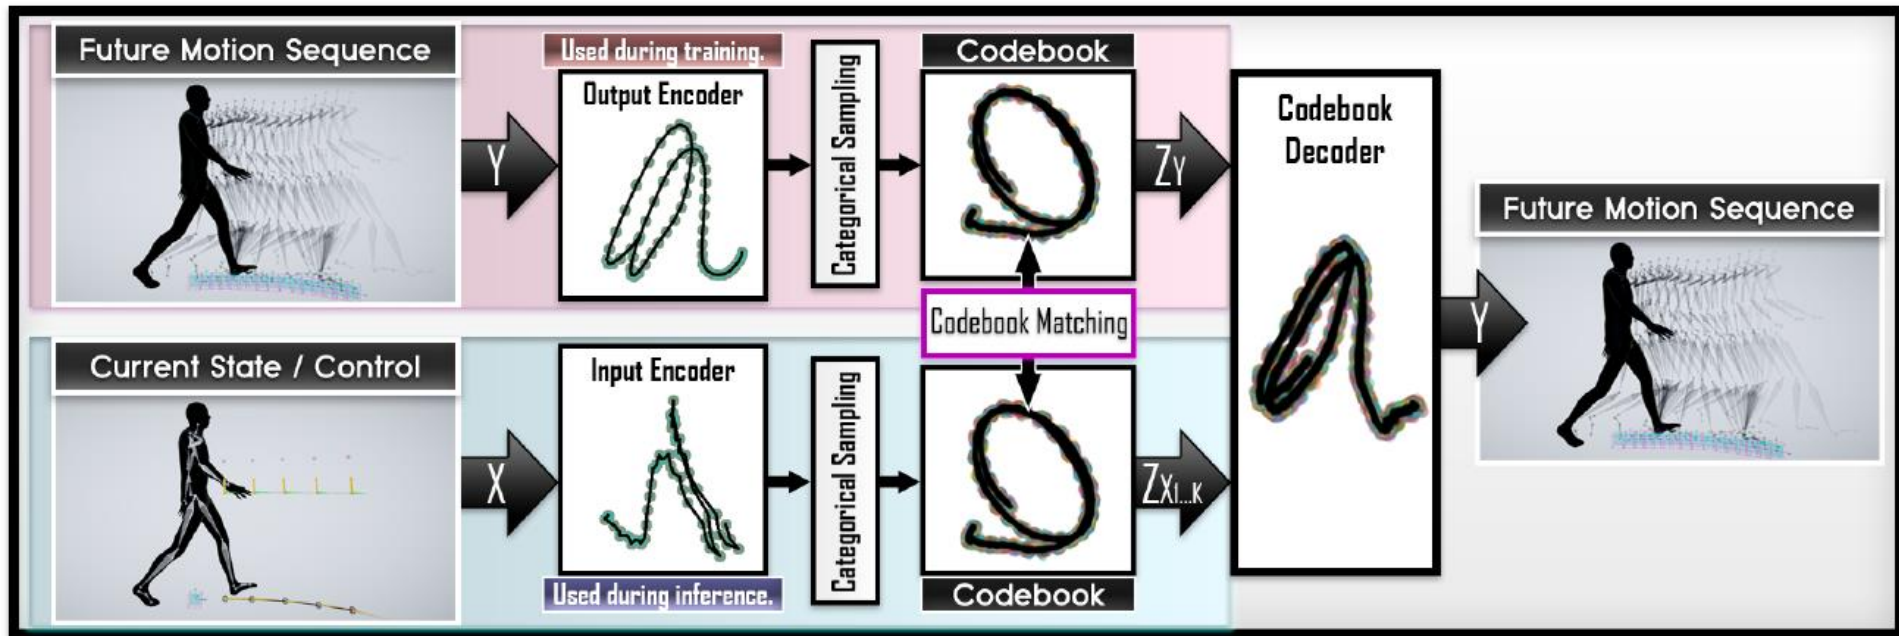 Future Motion Sequence
Used during training.
Codebook
Output Encoder
Categorical Sampling
Y
ZY
Codebook
Decoder
Future Motion Sequence
Y
Codebook Matching
Current State / Control
Input Encoder
Categorical Sampling
X
ZX1...K
Used during inference.
Codebook